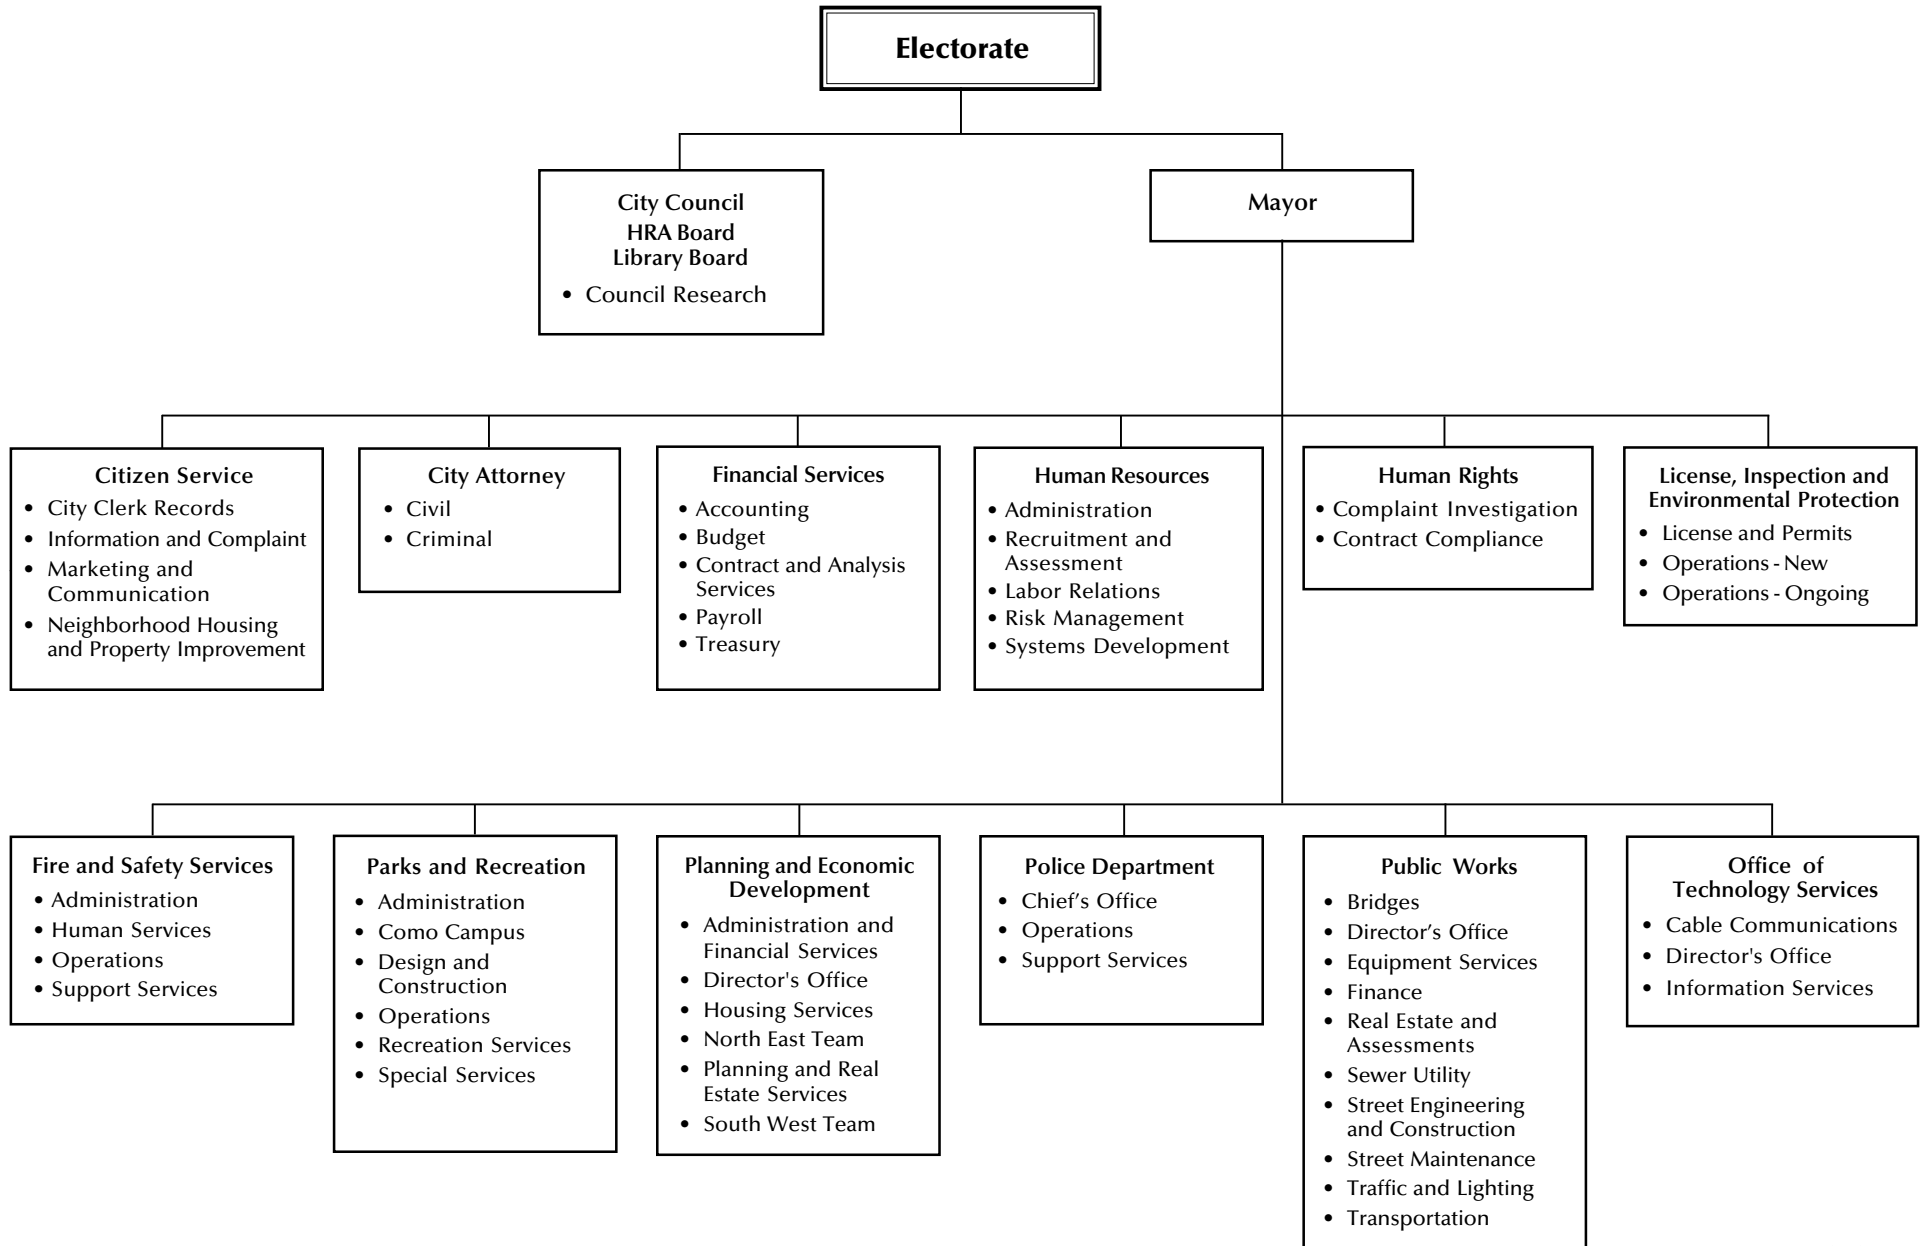 Electorate
City Council
HRA Board
Library Board
• Council Research
Mayor
Citizen Service
• City Clerk Records
• Information and Complaint
• Marketing and
Communication
• Neighborhood Housing
and Property Improvement
City Attorney
• Civil
• Criminal
Financial Services
• Accounting
• Budget
• Contract and Analysis
Services
• Payroll
• Treasury
Human Resources
• Administration
• Recruitment and
Assessment
• Labor Relations
• Risk Management
• Systems Development
Human Rights
• Complaint Investigation
• Contract Compliance
License, Inspection and
Environmental Protection
• License and Permits
• Operations - New
• Operations - Ongoing
Fire and Safety Services
• Administration
• Human Services
• Operations
• Support Services
Parks and Recreation
• Administration
• Como Campus
• Design and
Construction
• Operations
• Recreation Services
• Special Services
Planning and Economic
Development
• Administration and
Financial Services
• Director's Office
• Housing Services
• North East Team
• Planning and Real
Estate Services
• South West Team
Police Department
• Chief’s Office
• Operations
• Support Services
Public Works
• Bridges
• Director’s Office
• Equipment Services
• Finance
• Real Estate and
Assessments
• Sewer Utility
• Street Engineering
and Construction
• Street Maintenance
• Traffic and Lighting
• Transportation
Office of
Technology Services
• Cable Communications
• Director's Office
• Information Services